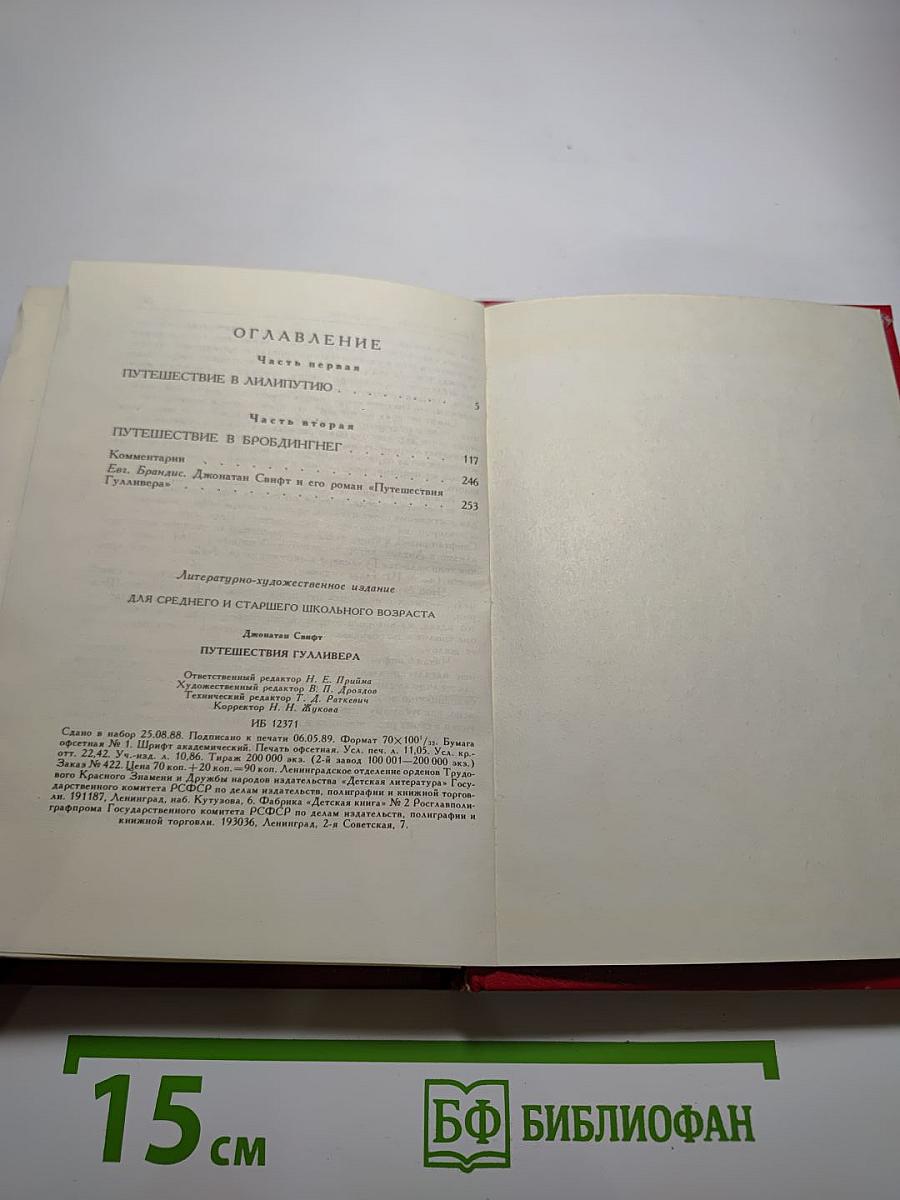 ОГЛАВЛЕНИЕ
Часть первая
ПУТЕШЕСТВИЕ В ЛИЛИПУТИЮ . . . . . . . . 5
Часть вторая
ПУТЕШЕСТВИЕ В БРОБДИНГНЕГ . . . . . . . 117
Комментарии . . . . . . . . . . . . . . . 246
Евг. Брандис. Джонатан Свифт и его роман «Путешествия
Гулливера» . . . . . . . . . . . . . . . 253
Литературно-художественное издание
ДЛЯ СРЕДНЕГО И СТАРШЕГО ШКОЛЬНОГО ВОЗРАСТА
Джонатан Свифт
ПУТЕШЕСТВИЯ ГУЛЛИВЕРА
Ответственный редактор Н. Е. Прийма
Художественный редактор В. П. Дроздов
Технический редактор Т. Д. Раткевич
Корректор Н. Н. Жукова
ИБ 12371
Сдано в набор 25.08.88. Подписано к печати 06.05.89. Формат 70×100¹/₃₂. Бумага
офсетная № 1. Шрифт академический. Печать офсетная. Усл. печ. л. 11,05. Усл. кр.-
отт. 22,42. Уч.-изд. л. 10,86. Тираж 200 000 экз. (2-й завод 100 001—200 000 экз.)
Заказ № 422. Цена 70 коп. + 20 коп. = 90 коп. Ленинградское отделение орденов Трудо-
вого Красного Знамени и Дружбы народов издательства «Детская литература» Госу-
дарственного комитета РСФСР по делам издательств, полиграфии и книжной торгов-
ли. 191187, Ленинград, наб. Кутузова, 6. Фабрика «Детская книга» № 2 Росглавполи-
графпрома Государственного комитета РСФСР по делам издательств, полиграфии и
книжной торговли. 193036, Ленинград, 2-я Советская, 7.
15 см
БФ БИБЛИОФАН